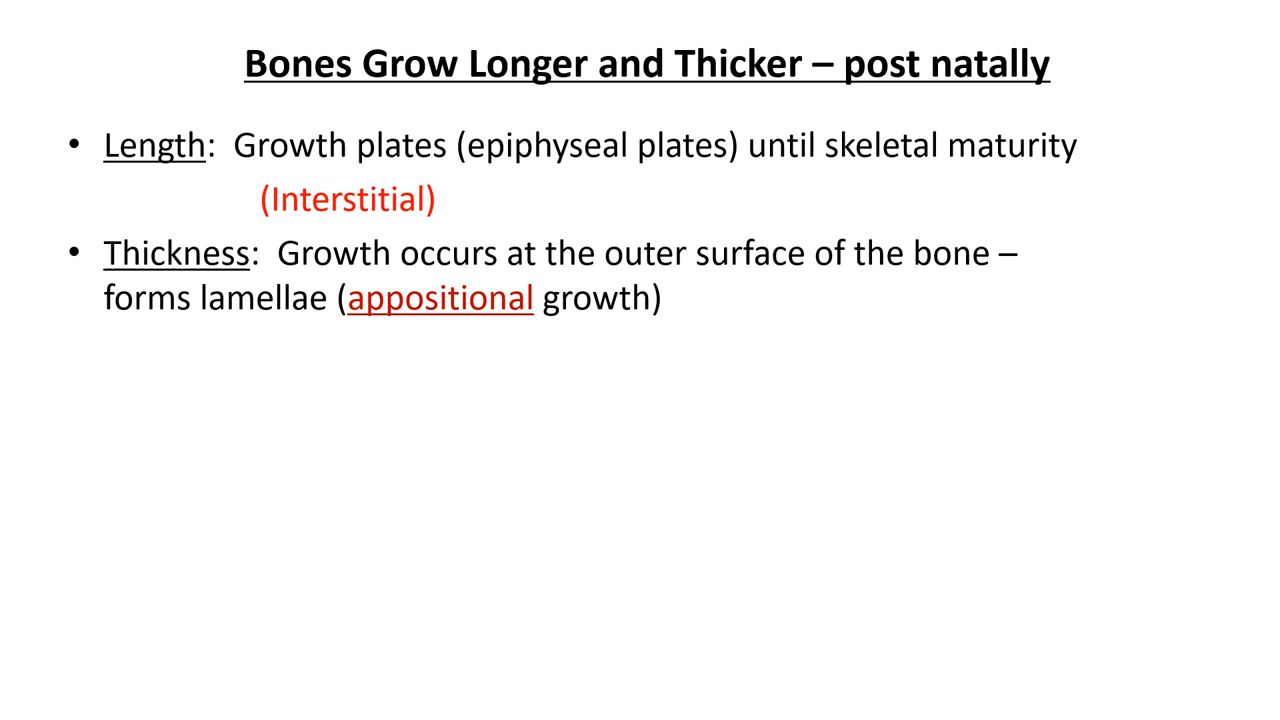 Bones Grow Longer and Thicker – post natally
• Length:  Growth plates (epiphyseal plates) until skeletal maturity
(Interstitial)
• Thickness:  Growth occurs at the outer surface of the bone –
forms lamellae (appositional growth)